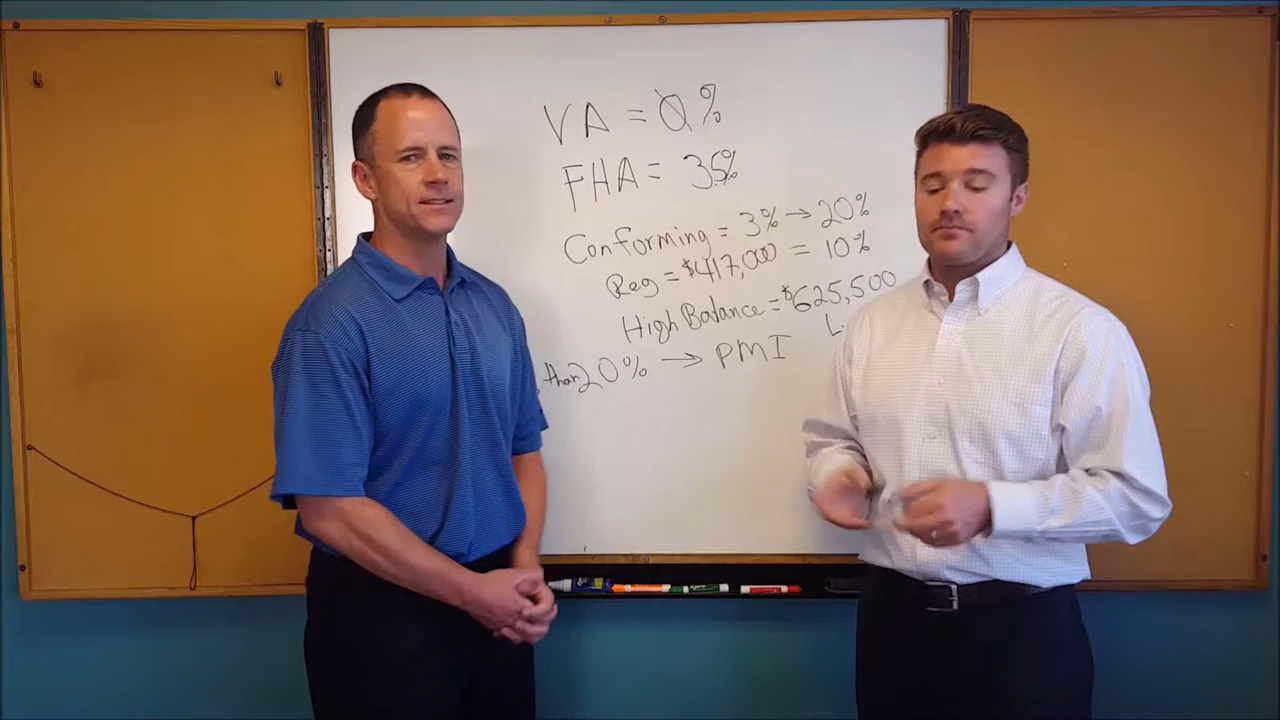 VA = 0%
FHA = 3.5%
Conforming = 3% → 20%
Reg = $417,000 = 10%
High Balance = $625,500
than 20% → PMI